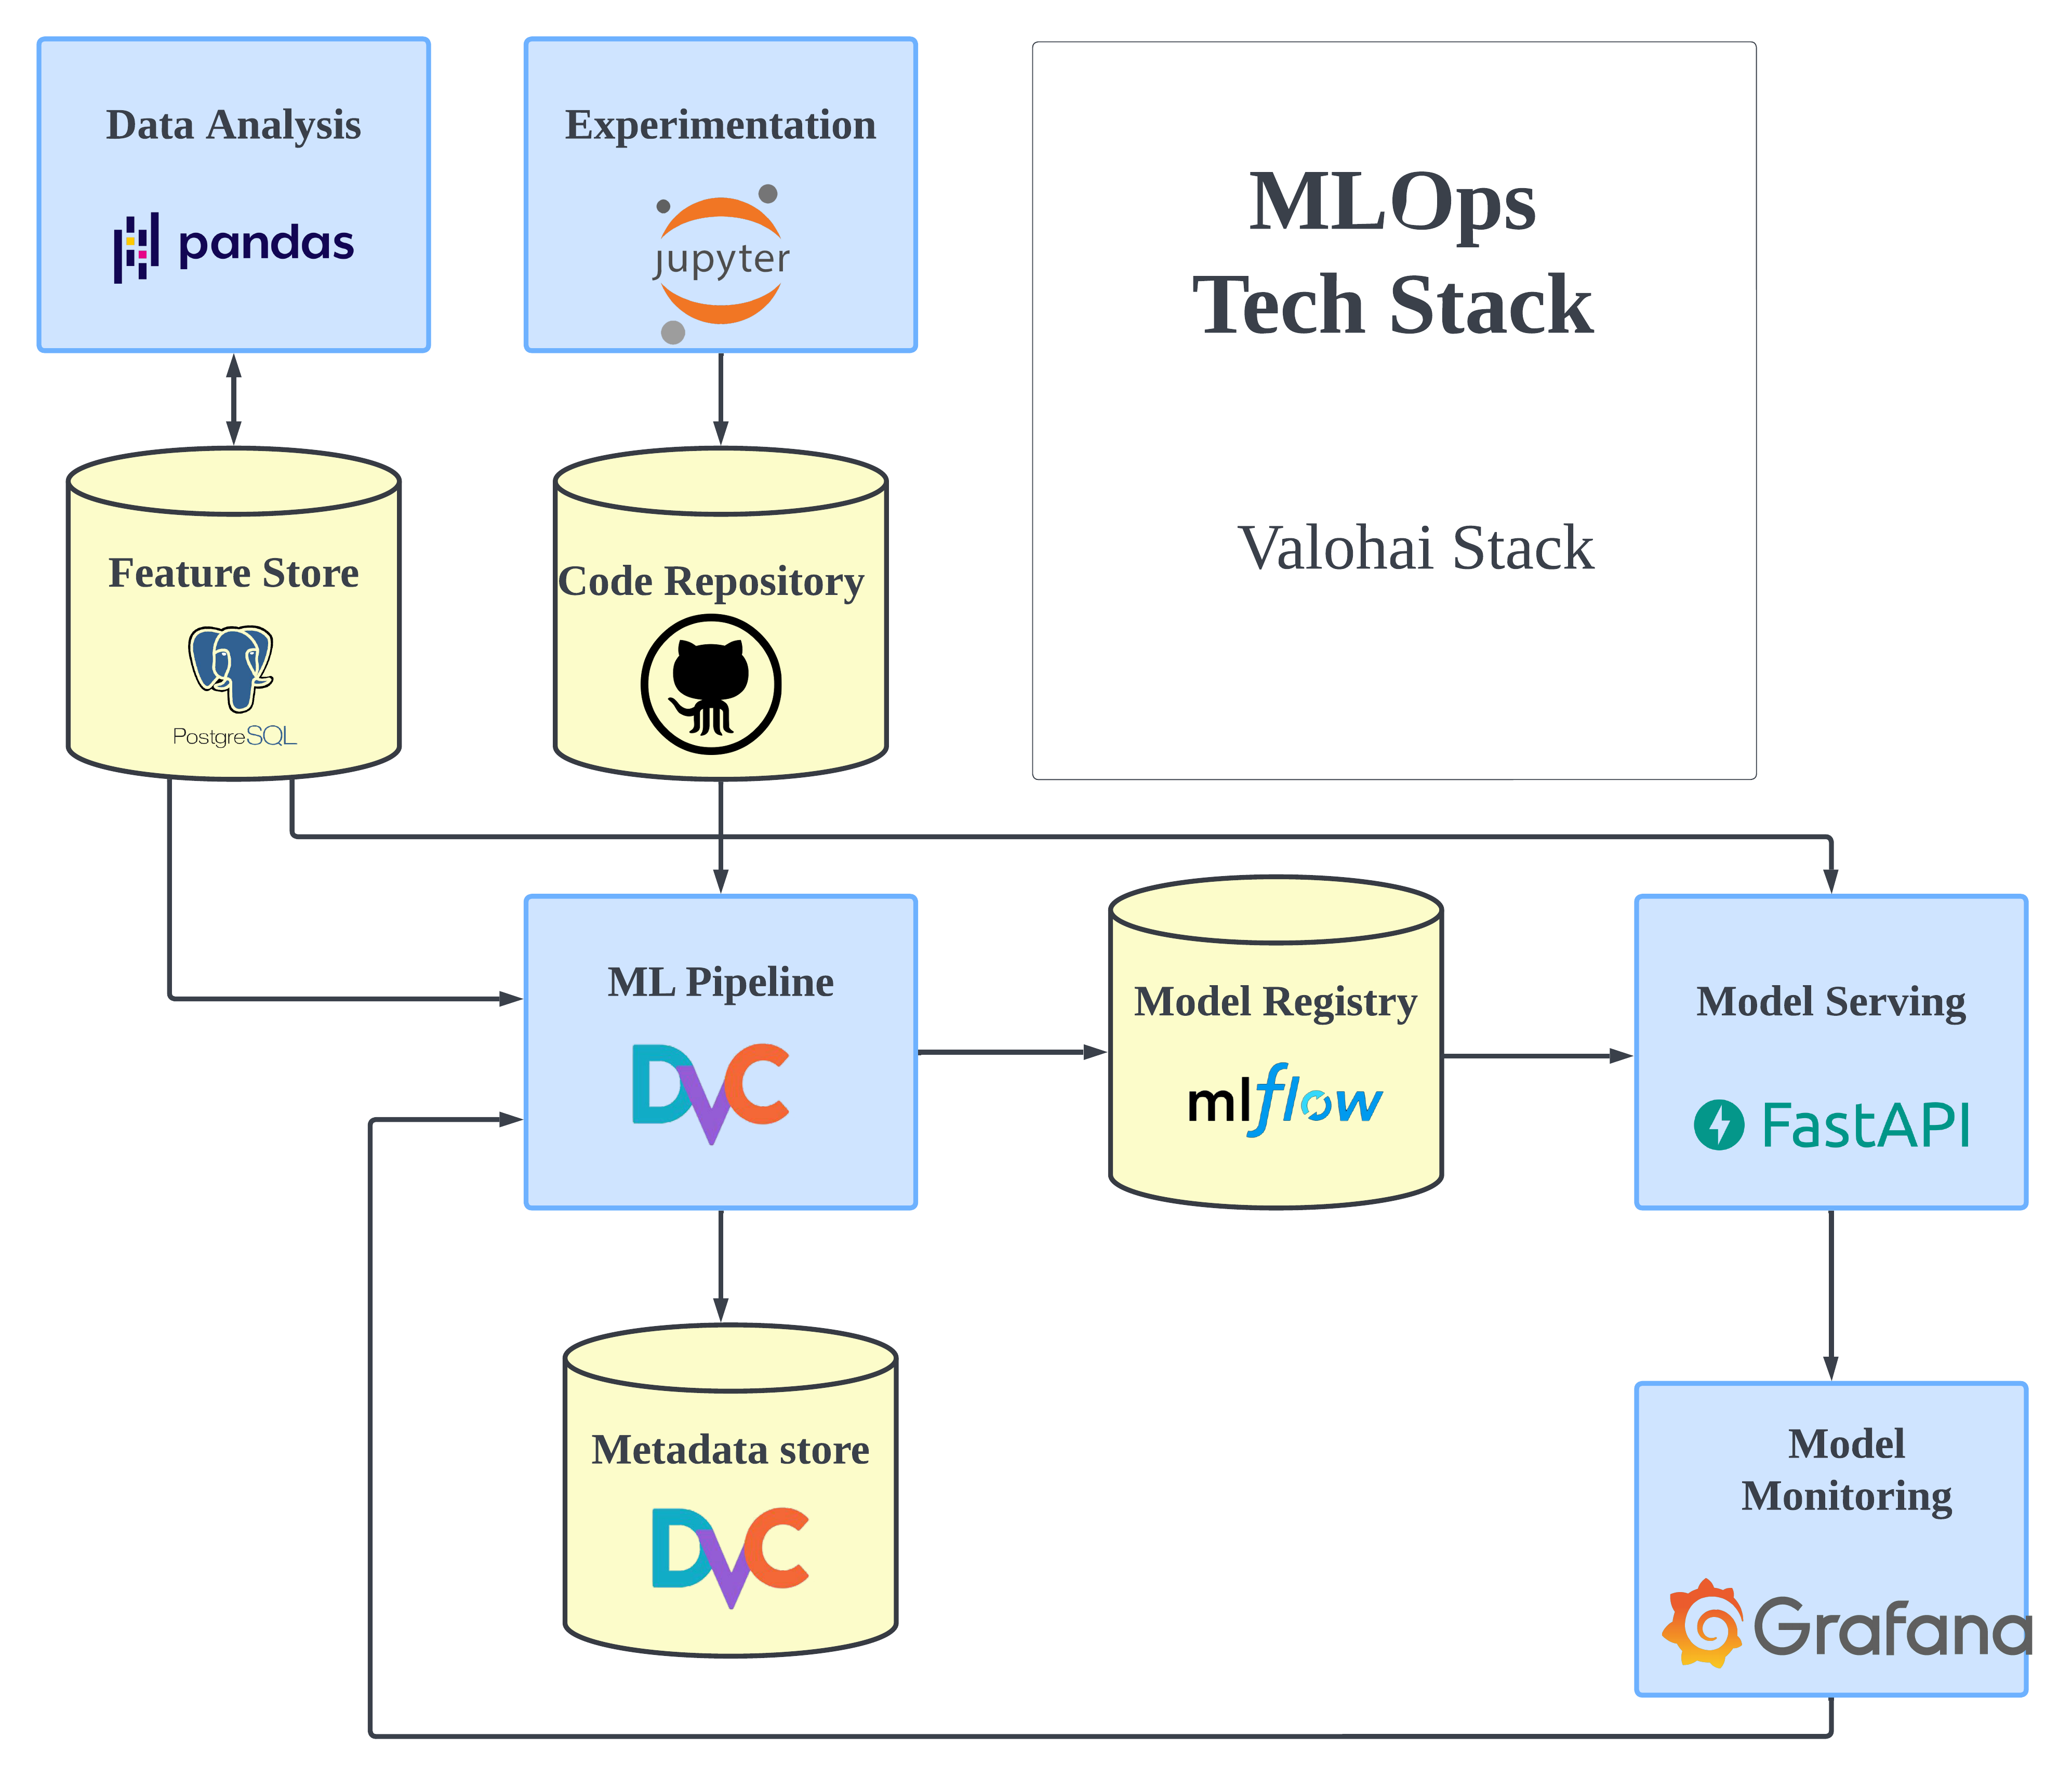 Data Analysis
pandas
Experimentation
jupyter
MLOps
Tech Stack
Valohai Stack
Feature Store
PostgreSQL
Code Repository
ML Pipeline
DVC
Model Registry
mlflow
Model Serving
FastAPI
Metadata store
DVC
Model
Monitoring
Grafana